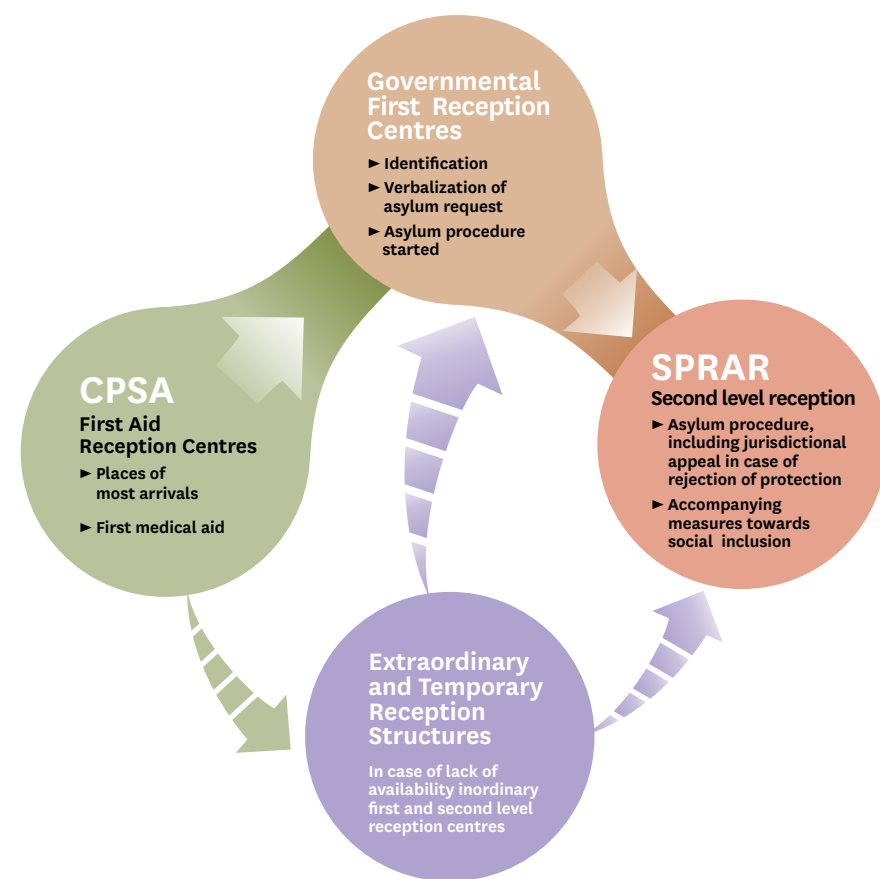 Governmental
First Reception
Centres
► Identification
► Verbalization of
asylum request
► Asylum procedure
started
CPSA
First Aid
Reception Centres
► Places of
most arrivals
► First medical aid
SPRAR
Second level reception
► Asylum procedure,
including jurisdictional
appeal in case of
rejection of protection
► Accompanying
measures towards
social inclusion
Extraordinary
and Temporary
Reception
Structures
In case of lack of
availability inordinary
first and second level
reception centres